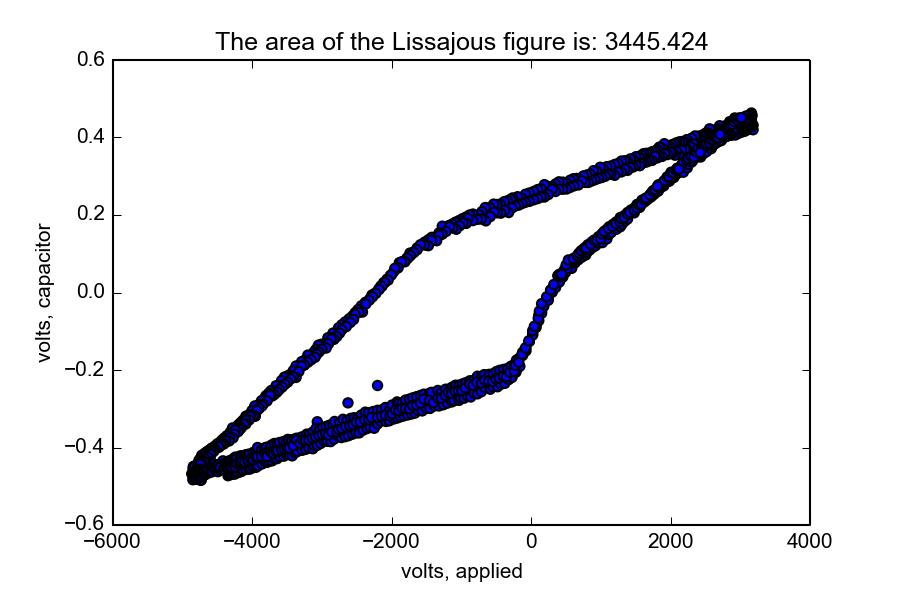 The area of the Lissajous figure is: 3445.424
0.6
0.4
0.2
0.0
−0.2
−0.4
−0.6
volts, capacitor
−6000 −4000 −2000 0 2000 4000
volts, applied